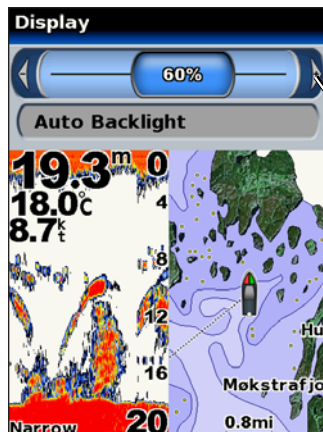 Display
60%
Auto Backlight
19.3 m
18.0°C
8.7 kt
0
4
8
12
16
20
Narrow
Hu
Møkstrafjo
0.8mi